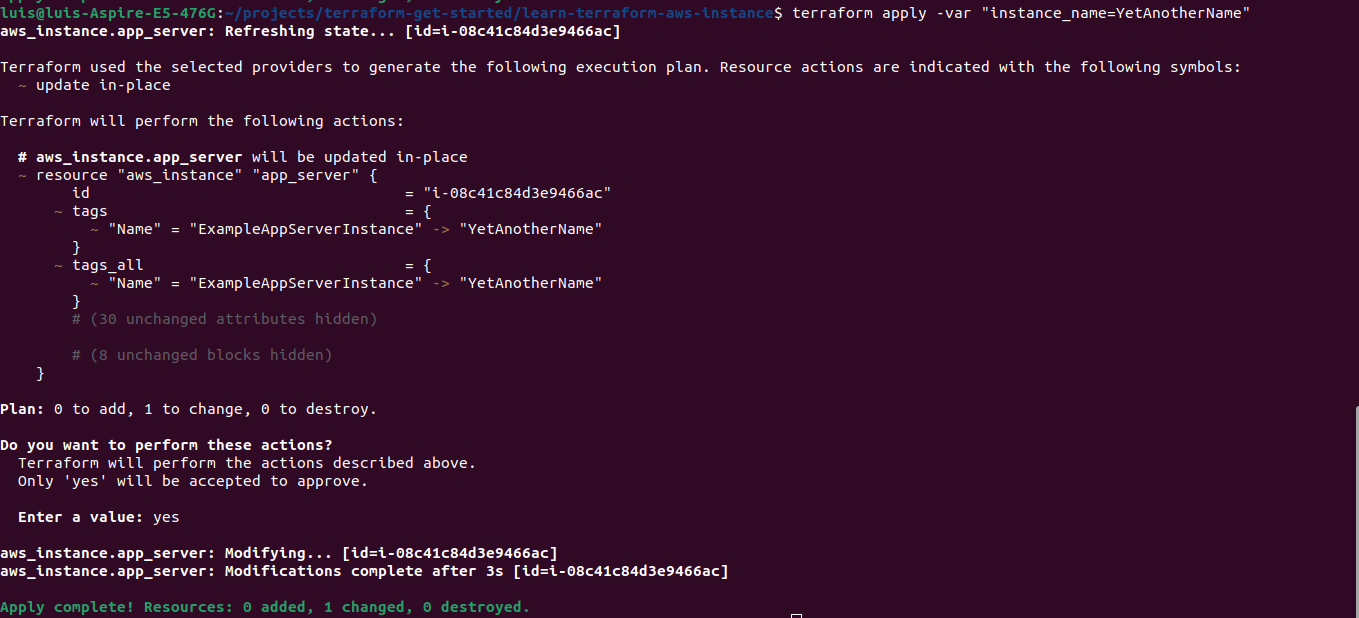 luis@luis-Aspire-E5-476G:~/projects/terraform-get-started/learn-terraform-aws-instance$ terraform apply -var "instance_name=YetAnotherName"
aws_instance.app_server: Refreshing state... [id=i-08c41c84d3e9466ac]

Terraform used the selected providers to generate the following execution plan. Resource actions are indicated with the following symbols:
  ~ update in-place

Terraform will perform the following actions:

  # aws_instance.app_server will be updated in-place
  ~ resource "aws_instance" "app_server" {
        id                                   = "i-08c41c84d3e9466ac"
      ~ tags                                 = {
          ~ "Name" = "ExampleAppServerInstance" -> "YetAnotherName"
        }
      ~ tags_all                             = {
          ~ "Name" = "ExampleAppServerInstance" -> "YetAnotherName"
        }
        # (30 unchanged attributes hidden)

        # (8 unchanged blocks hidden)
    }

Plan: 0 to add, 1 to change, 0 to destroy.

Do you want to perform these actions?
  Terraform will perform the actions described above.
  Only 'yes' will be accepted to approve.

  Enter a value: yes

aws_instance.app_server: Modifying... [id=i-08c41c84d3e9466ac]
aws_instance.app_server: Modifications complete after 3s [id=i-08c41c84d3e9466ac]

Apply complete! Resources: 0 added, 1 changed, 0 destroyed.